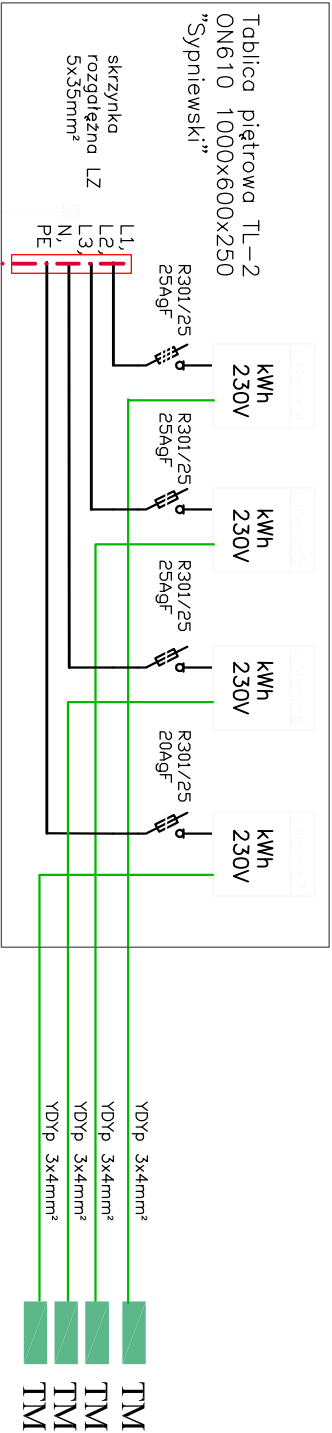 Tablica piętrowa TL-2
ON610 1000x600x250
"Sypniewski"
skrzynka
rozgałęźna LZ
5x35mm²
L1,
L2,
L3,
N,
PE
R301/25
25AgF
R301/25
25AgF
R301/25
25AgF
R301/25
20AgF
kWh
230V
kWh
230V
kWh
230V
kWh
230V
YDYp 3x4mm²
YDYp 3x4mm²
YDYp 3x4mm²
YDYp 3x4mm²
TM
TM
TM
TM